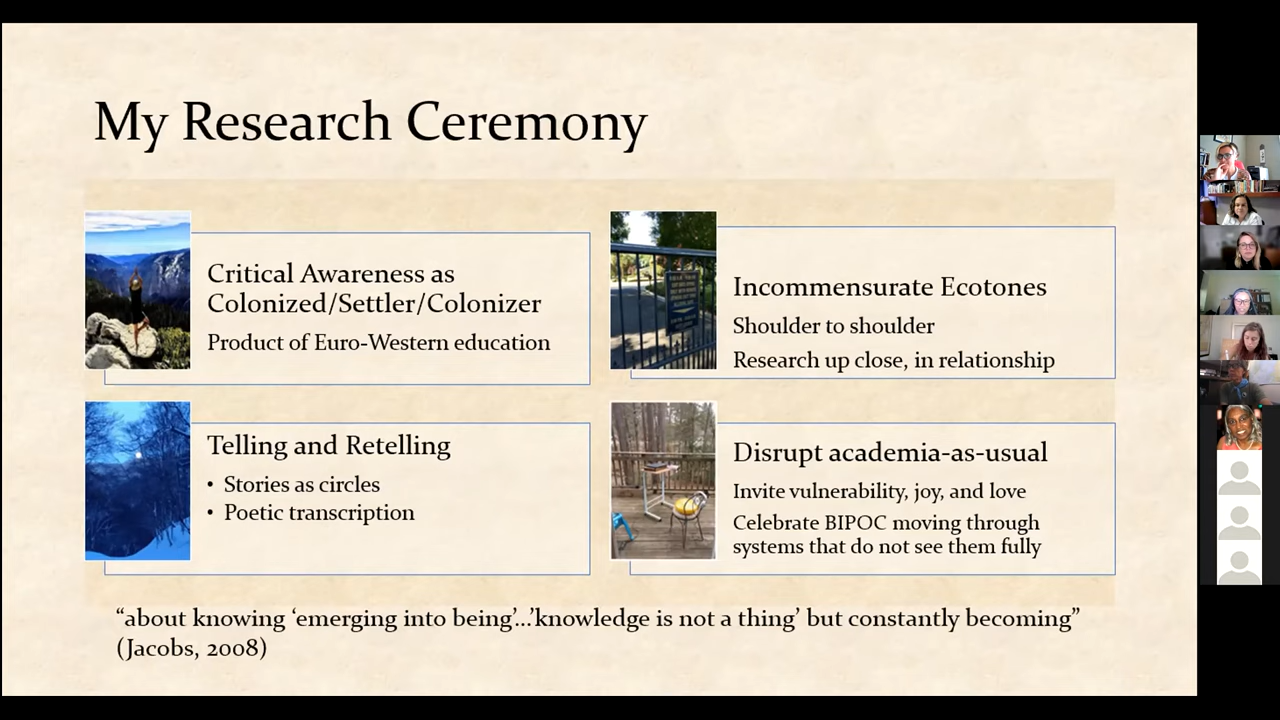 My Research Ceremony
Critical Awareness as
Colonized/Settler/Colonizer
Product of Euro-Western education
Incommensurate Ecotones
Shoulder to shoulder
Research up close, in relationship
Telling and Retelling
• Stories as circles
• Poetic transcription
Disrupt academia-as-usual
Invite vulnerability, joy, and love
Celebrate BIPOC moving through
systems that do not see them fully
“about knowing ‘emerging into being’...’knowledge is not a thing’ but constantly becoming”
(Jacobs, 2008)